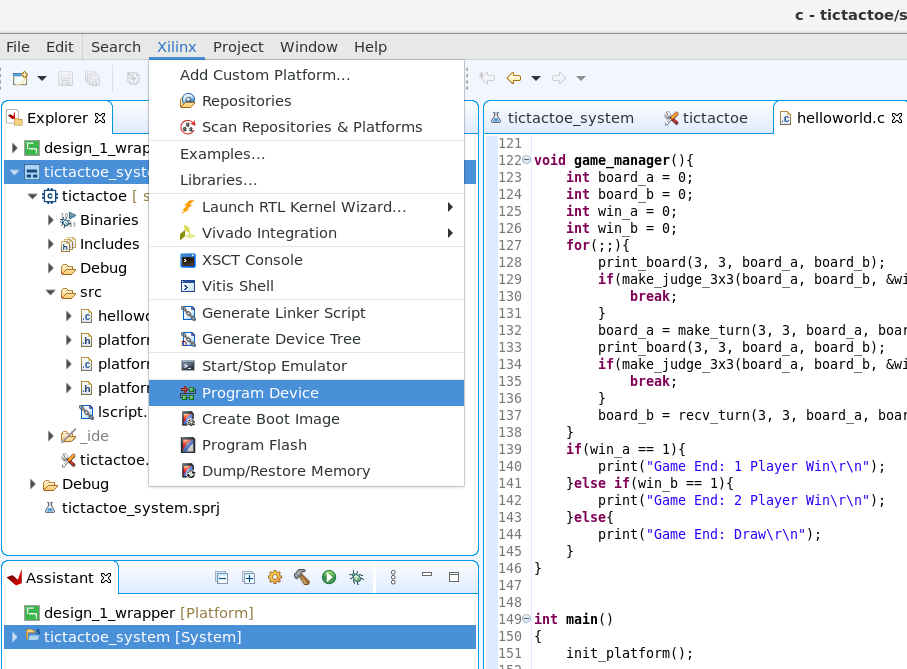 c - tictactoe/s
File Edit Search Xilinx Project Window Help
Explorer
design_1_wrapp
tictactoe_syste
tictactoe [ s
Binaries
Includes
Debug
src
hellowo
platfor
platfor
platfor
lscript.
_ide
tictactoe.
Debug
tictactoe_system.sprj
Add Custom Platform...
Repositories
Scan Repositories & Platforms
Examples...
Libraries...
Launch RTL Kernel Wizard...
Vivado Integration
XSCT Console
Vitis Shell
Generate Linker Script
Generate Device Tree
Start/Stop Emulator
Program Device
Create Boot Image
Program Flash
Dump/Restore Memory
Assistant
design_1_wrapper [Platform]
tictactoe_system [System]
tictactoe_system tictactoe helloworld.c
121
122 void game_manager(){
123     int board_a = 0;
124     int board_b = 0;
125     int win_a = 0;
126     int win_b = 0;
127     for(;;){
128         print_board(3, 3, board_a, board_b);
129         if(make_judge_3x3(board_a, board_b, &wi
130             break;
131         }
132         board_a = make_turn(3, 3, board_a, boar
133         print_board(3, 3, board_a, board_b);
134         if(make_judge_3x3(board_a, board_b, &wi
135             break;
136         }
137         board_b = recv_turn(3, 3, board_a, boar
138     }
139     if(win_a == 1){
140         print("Game End: 1 Player Win\r\n");
141     }else if(win_b == 1){
142         print("Game End: 2 Player Win\r\n");
143     }else{
144         print("Game End: Draw\r\n");
145     }
146 }
147
148
149 int main()
150 {
151     init_platform();